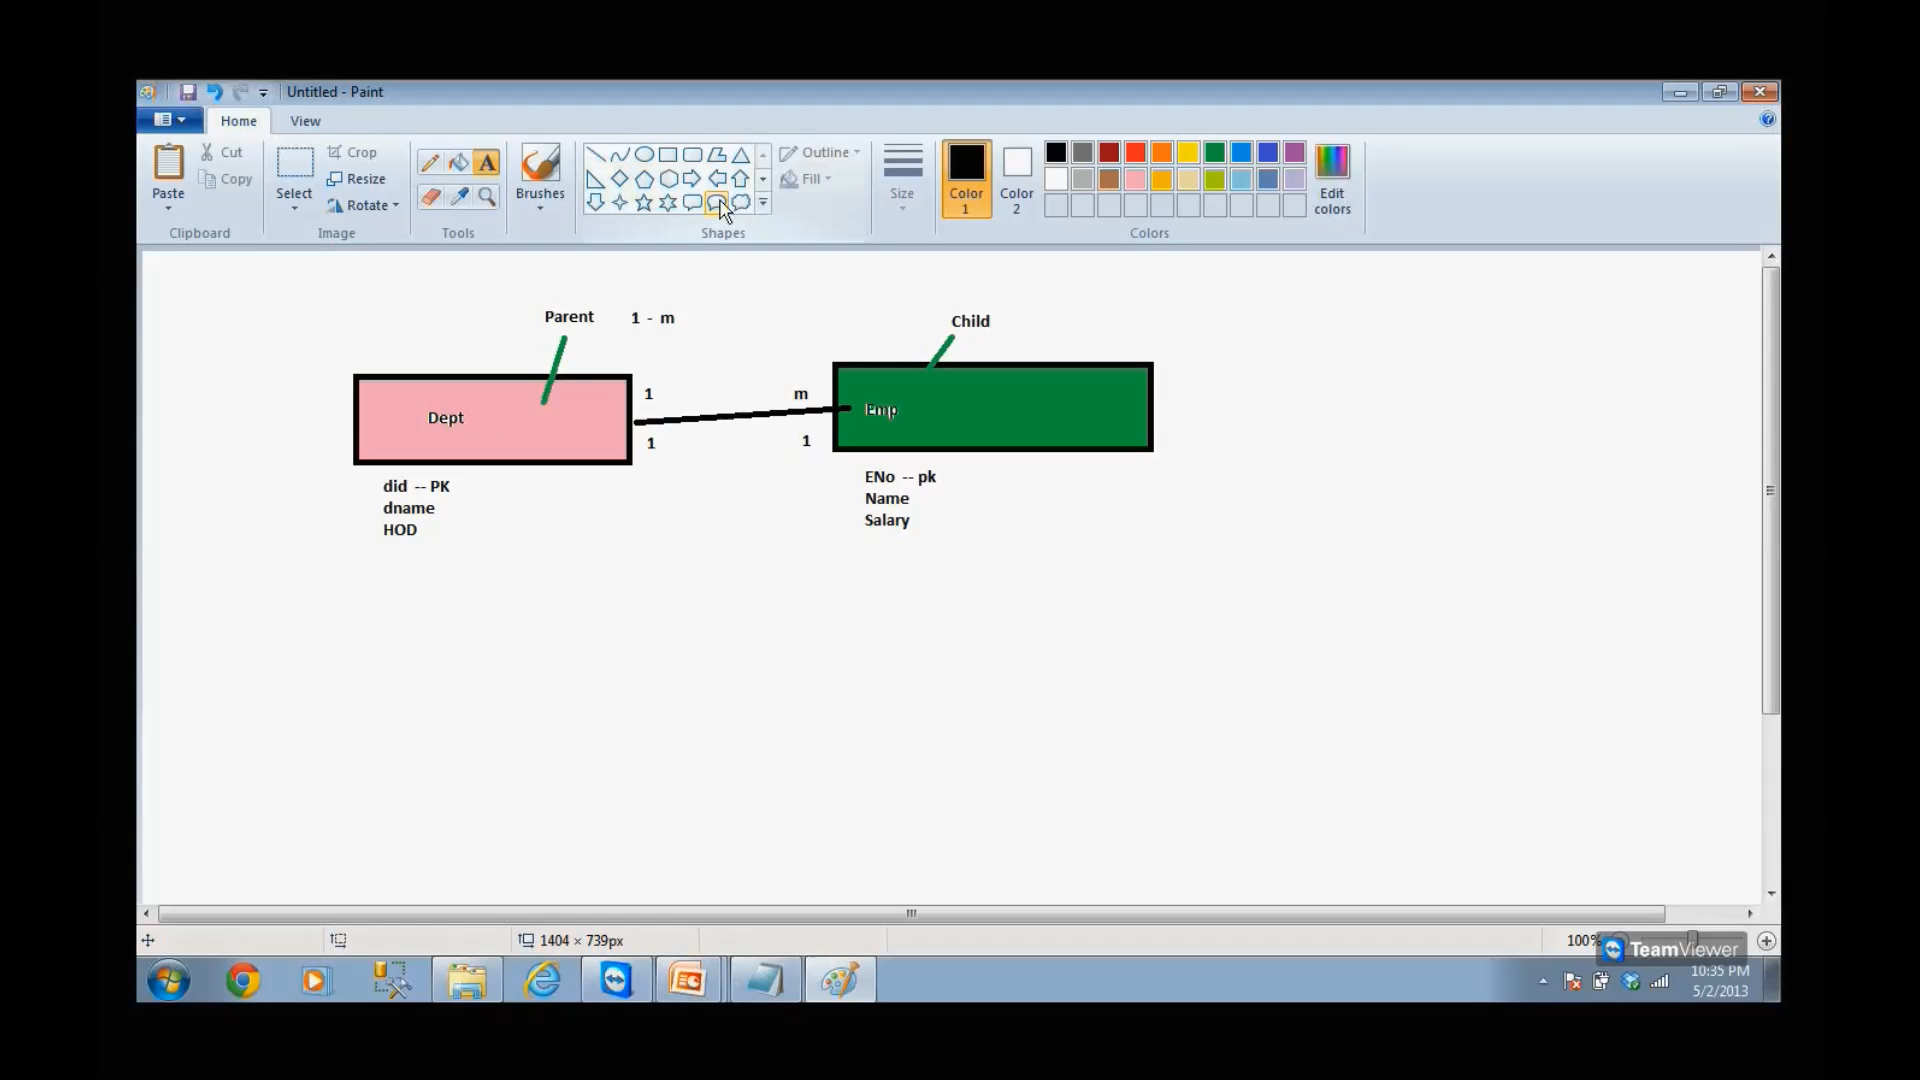 Untitled - Paint
Home
View
Paste
Cut
Copy
Clipboard
Select
Crop
Resize
Rotate
Image
A
Tools
Brushes
Outline
Fill
Shapes
Size
Color
1
Color
2
Edit
colors
Colors
Parent
1 - m
Child
Dept
1
m
Emp
1
1
did -- PK
dname
HOD
ENo -- pk
Name
Salary
1404 × 739px
100%
TeamViewer
10:35 PM
5/2/2013